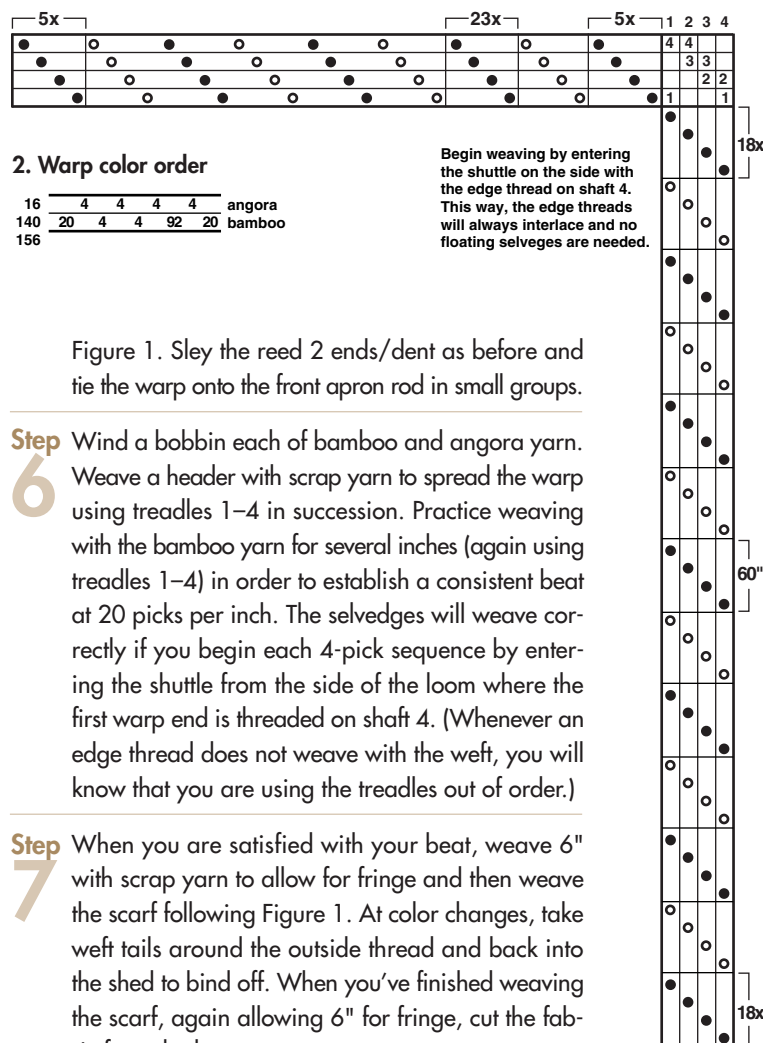 5x 23x 5x 1 2 3 4
4 4
3 3
2 2
1 1
18x
2. Warp color order
16 4 4 4 4 angora
140 20 4 4 92 20 bamboo
156
Begin weaving by entering
the shuttle on the side with
the edge thread on shaft 4.
This way, the edge threads
will always interlace and no
floating selveges are needed.
Figure 1. Sley the reed 2 ends/dent as before and
tie the warp onto the front apron rod in small groups.
Step 6 Wind a bobbin each of bamboo and angora yarn.
Weave a header with scrap yarn to spread the warp
using treadles 1–4 in succession. Practice weaving
with the bamboo yarn for several inches (again using
treadles 1–4) in order to establish a consistent beat
at 20 picks per inch. The selvedges will weave cor-
rectly if you begin each 4-pick sequence by enter-
ing the shuttle from the side of the loom where the
first warp end is threaded on shaft 4. (Whenever an
edge thread does not weave with the weft, you will
know that you are using the treadles out of order.)
60"
Step 7 When you are satisfied with your beat, weave 6"
with scrap yarn to allow for fringe and then weave
the scarf following Figure 1. At color changes, take
weft tails around the outside thread and back into
the shed to bind off. When you've finished weaving
the scarf, again allowing 6" for fringe, cut the fab-
18x